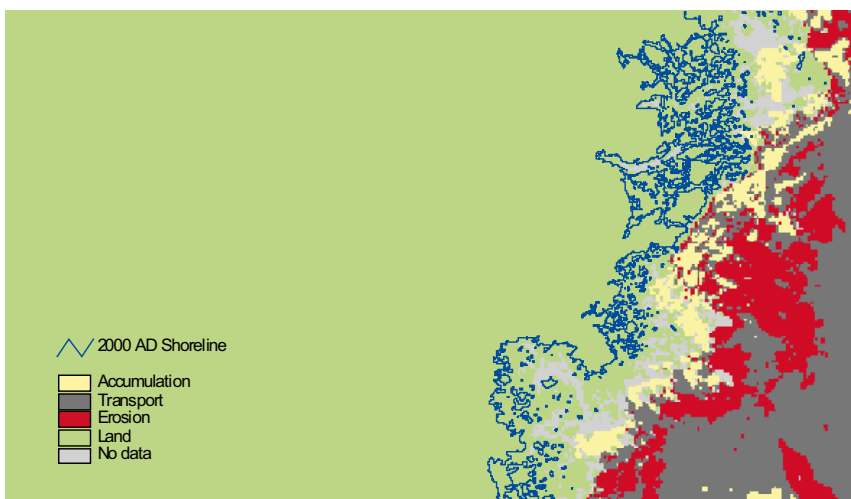 2000 AD Shoreline
Accumulation
Transport
Erosion
Land
No data